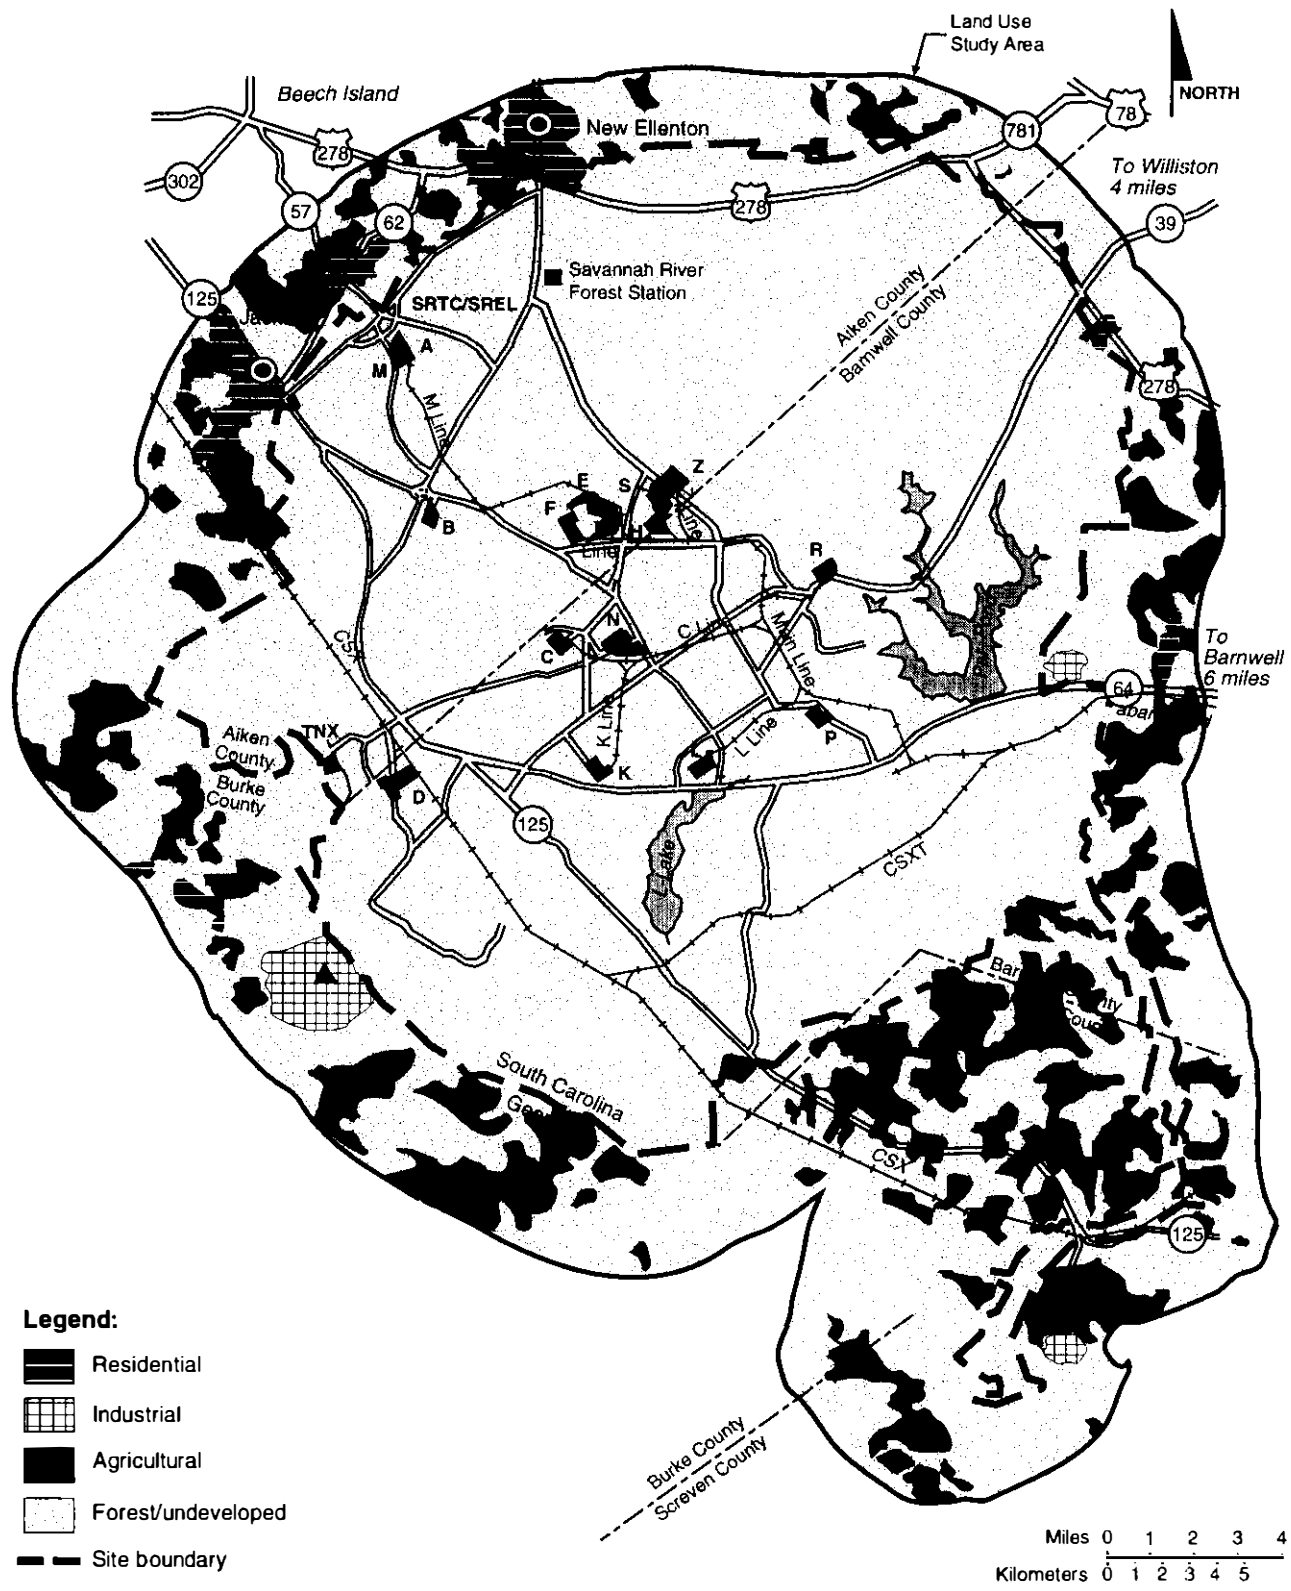 Land Use
Study Area
NORTH
Beech Island
New Ellenton
278
302
57
62
125
781
78
To Williston
4 miles
39
278
Savannah River
Forest Station
SRTC/SREL
A
M
M Line
Aiken County
Barnwell County
278
Z
S
E
F
H
Line
Line
B
R
N
C
C Li
Main Line
To
Barnwell
6 miles
64
TNX
Aiken
County
Burke
County
K Line
L Line
P
K
D
125
L Lake
CSXT
South Carolina
CSX
125
Burke County
Screven County
Legend:
Residential
Industrial
Agricultural
Forest/undeveloped
Site boundary
Miles 0 1 2 3 4
Kilometers 0 1 2 3 4 5